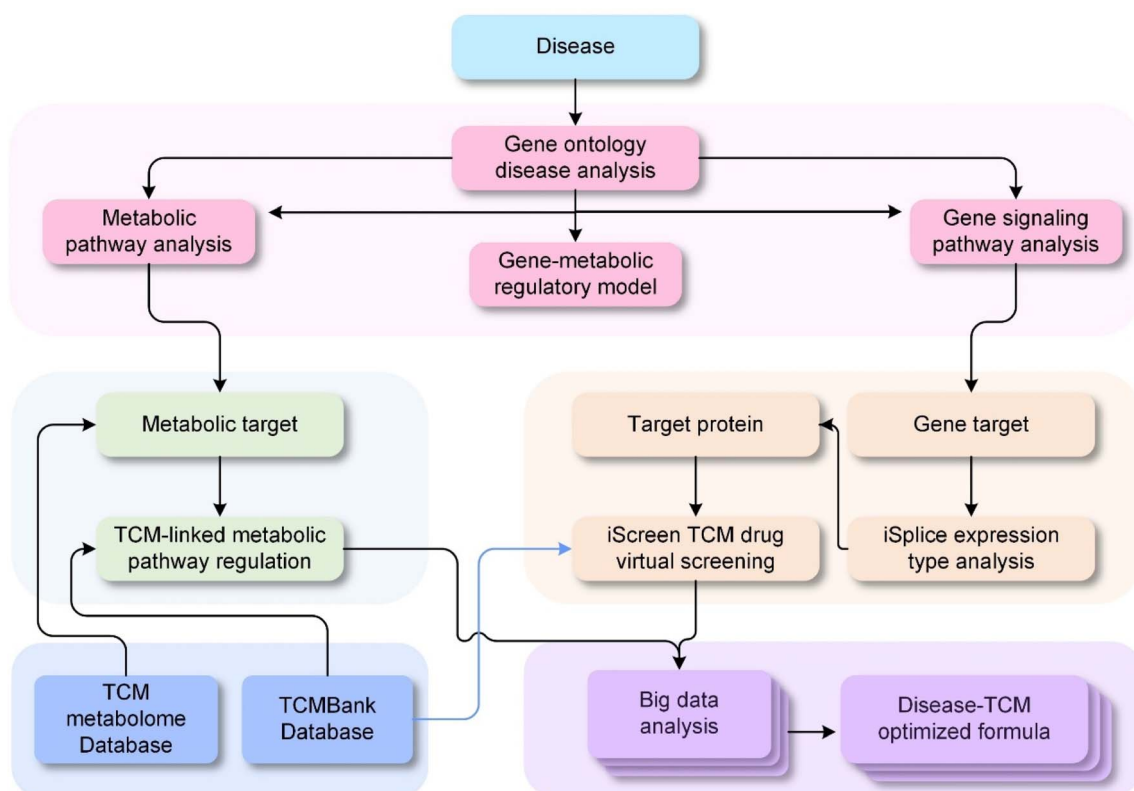 Disease
Gene ontology
disease analysis
Metabolic
pathway analysis
Gene signaling
pathway analysis
Gene-metabolic
regulatory model
Metabolic target
Target protein
Gene target
TCM-linked metabolic
pathway regulation
iScreen TCM drug
virtual screening
iSplice expression
type analysis
TCM
metabolome
Database
TCMBank
Database
Big data
analysis
Disease-TCM
optimized formula